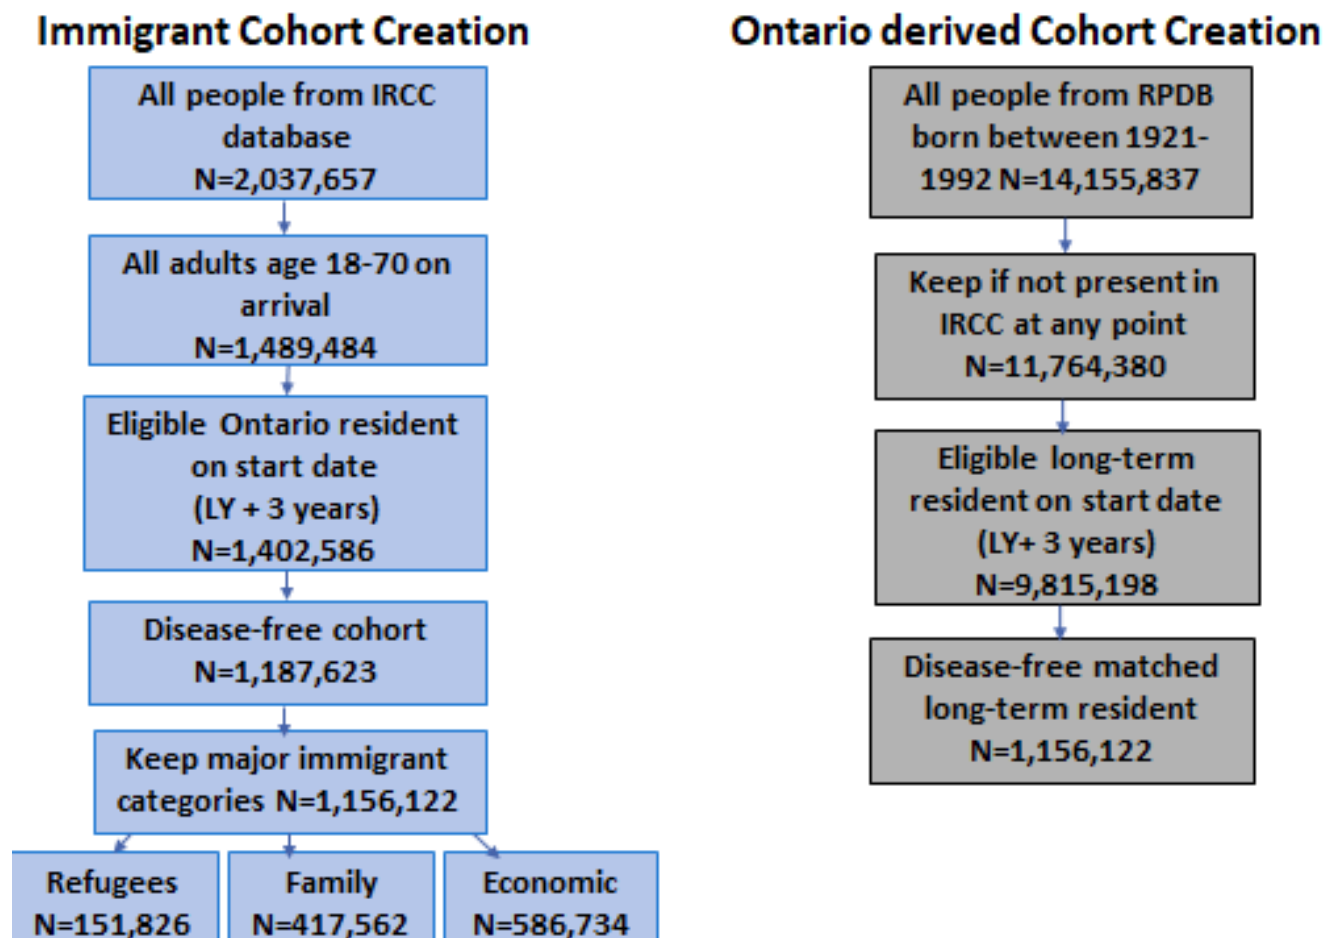 Immigrant Cohort Creation
All people from IRCC
database
N=2,037,657
All adults age 18-70 on
arrival
N=1,489,484
Eligible Ontario resident
on start date
(LY + 3 years)
N=1,402,586
Disease-free cohort
N=1,187,623
Keep major immigrant
categories N=1,156,122
Refugees
N=151,826
Family
N=417,562
Economic
N=586,734
Ontario derived Cohort Creation
All people from RPDB
born between 1921-
1992 N=14,155,837
Keep if not present in
IRCC at any point
N=11,764,380
Eligible long-term
resident on start date
(LY+ 3 years)
N=9,815,198
Disease-free matched
long-term resident
N=1,156,122